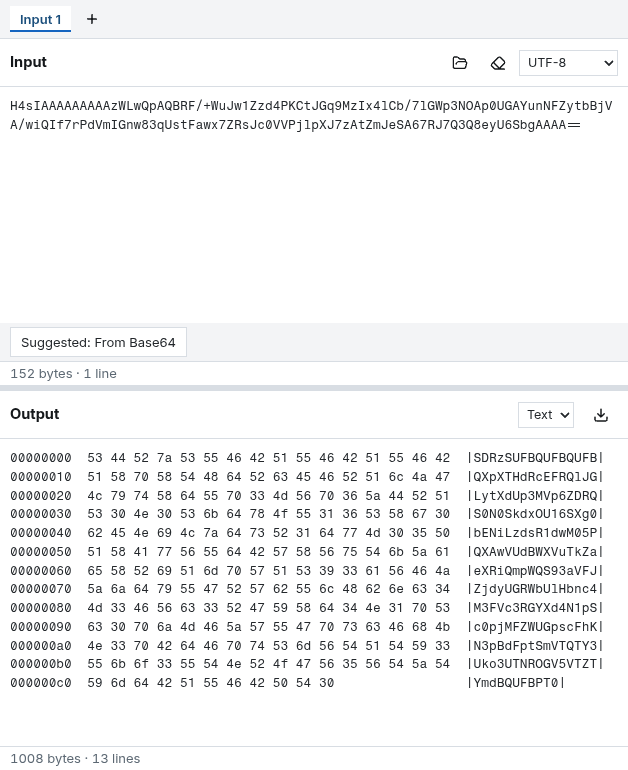 Input 1 +
Input UTF-8
H4sIAAAAAAAAAzWLwQpAQBRF/+WuJw1Zzd4PKCtJGq9MzIx4lCb/7lGWp3NOAp0UGAYunNFZytbBjV
A/wiQIf7rPdVmIGnw83qUstFawx7ZRsJc0VVPjlpXJ7zAtZmJeSA67RJ7Q3Q8eyU6SbgAAAA==
Suggested: From Base64
152 bytes · 1 line
Output Text
00000000 53 44 52 7a 53 55 46 42 51 55 46 42 51 55 46 42 |SDRzSUFBQUFBQUFB|
00000010 51 58 70 58 54 48 64 52 63 45 46 52 51 6c 4a 47 |QXpXTHdRcEFRQlJG|
00000020 4c 79 74 58 64 55 70 33 4d 56 70 36 5a 44 52 51 |LytXdUp3MVp6ZDRQ|
00000030 53 30 4e 30 53 6b 64 78 4f 55 31 36 53 58 67 30 |S0N0SkdxOU16SXg0|
00000040 62 45 4e 69 4c 7a 64 73 52 31 64 77 4d 30 35 50 |bENiLzdsR1dwM05P|
00000050 51 58 41 77 56 55 64 42 57 58 56 75 54 6b 5a 61 |QXAwVUdBWXVuTkZa|
00000060 65 58 52 69 51 6d 70 57 51 53 39 33 61 56 46 4a |eXRiQmpWQS93aVFJ|
00000070 5a 6a 64 79 55 47 52 57 62 55 6c 48 62 6e 63 34 |ZjdyUGRWbUlHbnc4|
00000080 4d 33 46 56 63 33 52 47 59 58 64 34 4e 31 70 53 |M3FVc3RGYXd4N1pS|
00000090 63 30 70 6a 4d 46 5a 57 55 47 70 73 63 46 68 4b |c0pjMFZWUGpscFhK|
000000a0 4e 33 70 42 64 46 70 74 53 6d 56 54 51 54 59 33 |N3pBdFptSmVTQTY3|
000000b0 55 6b 6f 33 55 54 4e 52 4f 47 56 35 56 54 5a 54 |Uko3UTNROGV5VTZT|
000000c0 59 6d 64 42 51 55 46 42 50 54 30 |YmdBQUFBPT0|
1008 bytes · 13 lines